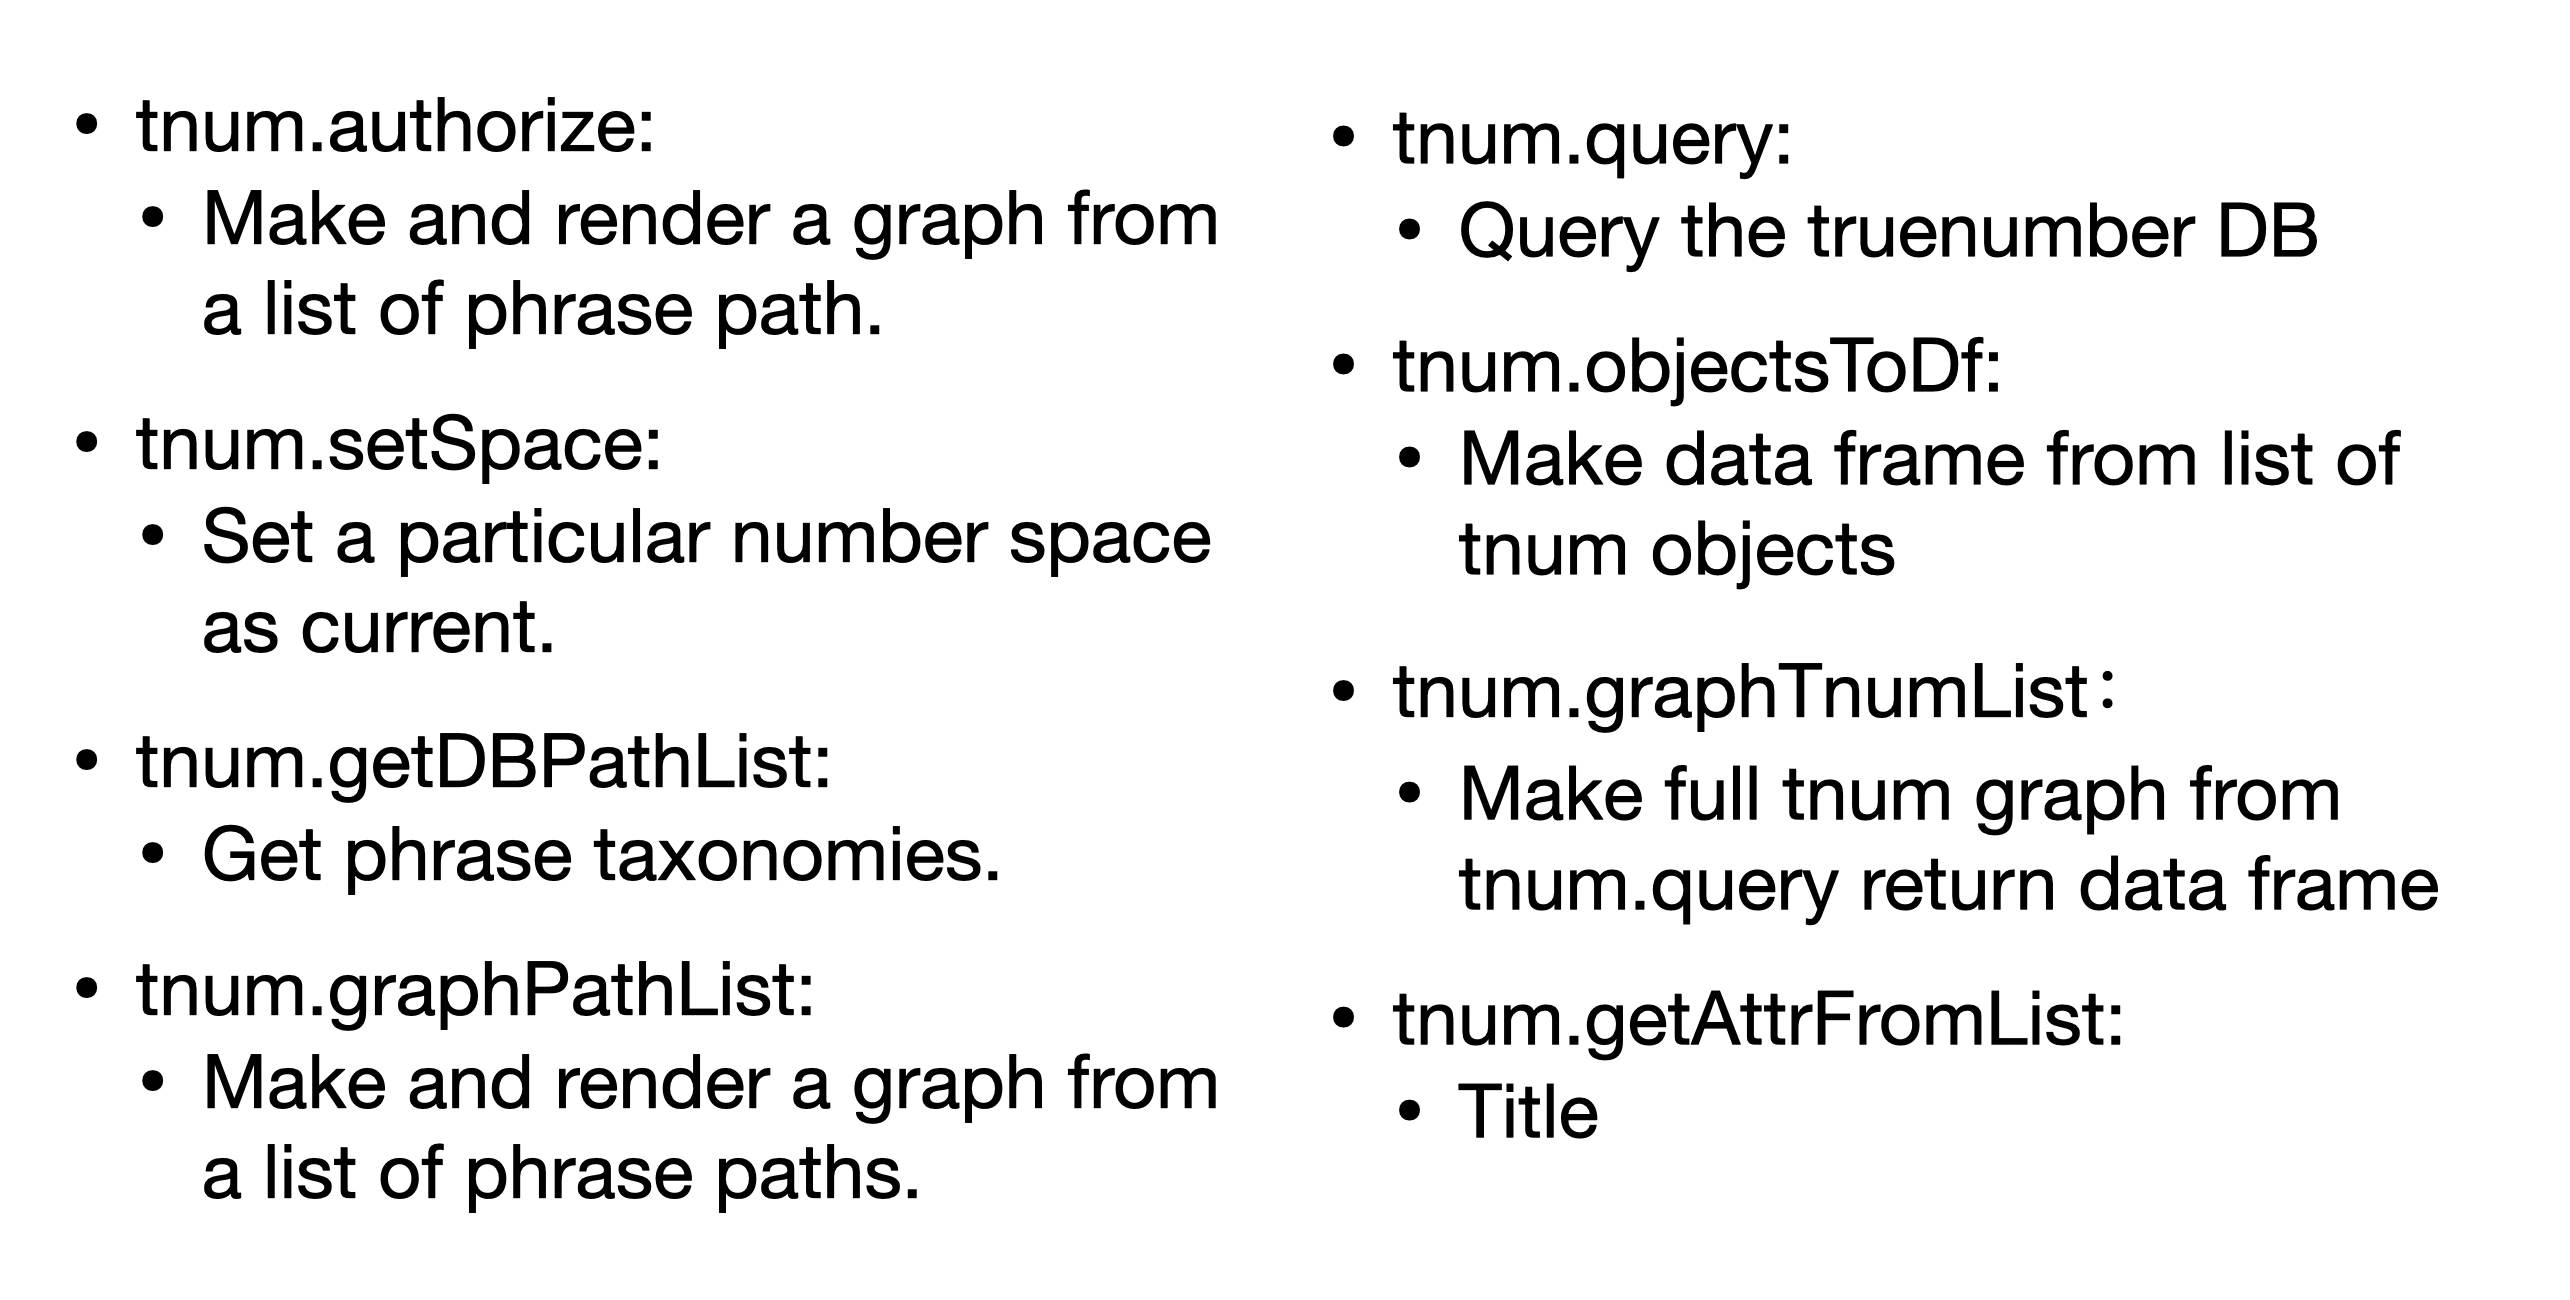 • tnum.authorize:
• Make and render a graph from
a list of phrase path.
• tnum.setSpace:
• Set a particular number space
as current.
• tnum.getDBPathList:
• Get phrase taxonomies.
• tnum.graphPathList:
• Make and render a graph from
a list of phrase paths.
• tnum.query:
• Query the truenumber DB
• tnum.objectsToDf:
• Make data frame from list of
tnum objects
• tnum.graphTnumList：
• Make full tnum graph from
tnum.query return data frame
• tnum.getAttrFromList:
• Title